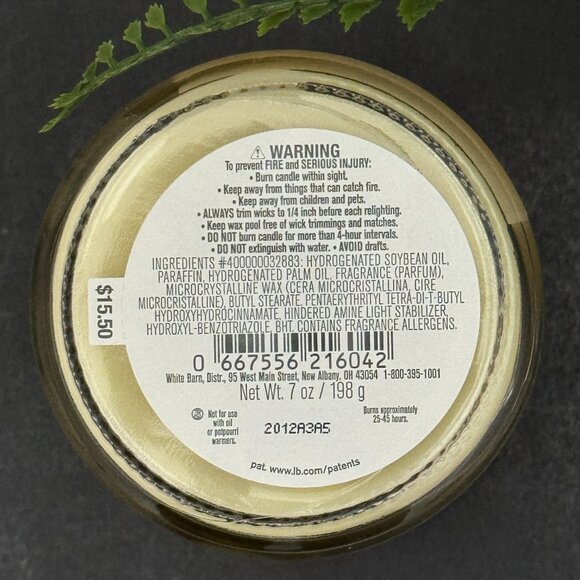 ⚠ WARNING
To prevent FIRE and SERIOUS INJURY:
• Burn candle within sight.
• Keep away from things that can catch fire.
• Keep away from children and pets.
• ALWAYS trim wicks to 1/4 inch before each relighting.
• Keep wax pool free of wick trimmings and matches.
• DO NOT burn candle for more than 4-hour intervals.
• DO NOT extinguish with water. • AVOID drafts.
INGREDIENTS #400000032883: HYDROGENATED SOYBEAN OIL,
PARAFFIN, HYDROGENATED PALM OIL, FRAGRANCE (PARFUM),
MICROCRYSTALLINE WAX (CERA MICROCRISTALLINA, CIRE
MICROCRISTALLINE), BUTYL STEARATE, PENTAERYTHRITYL TETRA-DI-T-BUTYL
HYDROXYHYDROCINNAMATE, HINDERED AMINE LIGHT STABILIZER,
HYDROXYL-BENZOTRIAZOLE, BHT. CONTAINS FRAGRANCE ALLERGENS.
$15.50
0 667556 216042
White Barn, Distr., 95 West Main Street, New Albany, OH 43054 1-800-395-1001
Net Wt. 7 oz / 198 g
Not for use
with oil
or potpourri
warmers.
2012A3A5
Burns approximately
25-45 hours.
pat. www.lb.com/patents